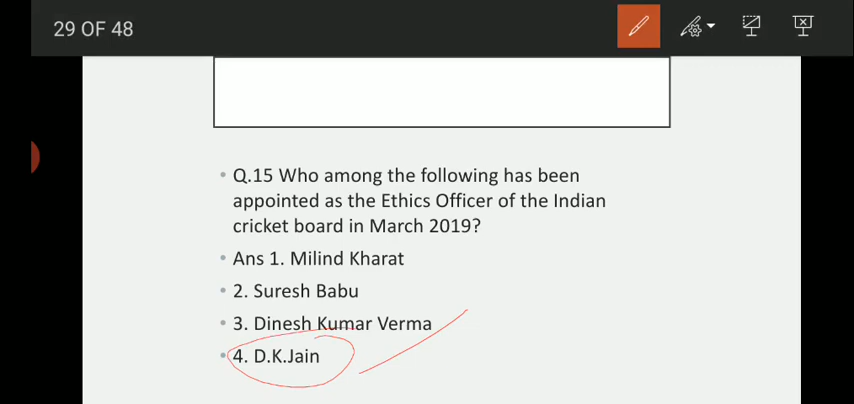 29 OF 48
• Q.15 Who among the following has been
appointed as the Ethics Officer of the Indian
cricket board in March 2019?
• Ans 1. Milind Kharat
• 2. Suresh Babu
• 3. Dinesh Kumar Verma
• 4. D.K.Jain